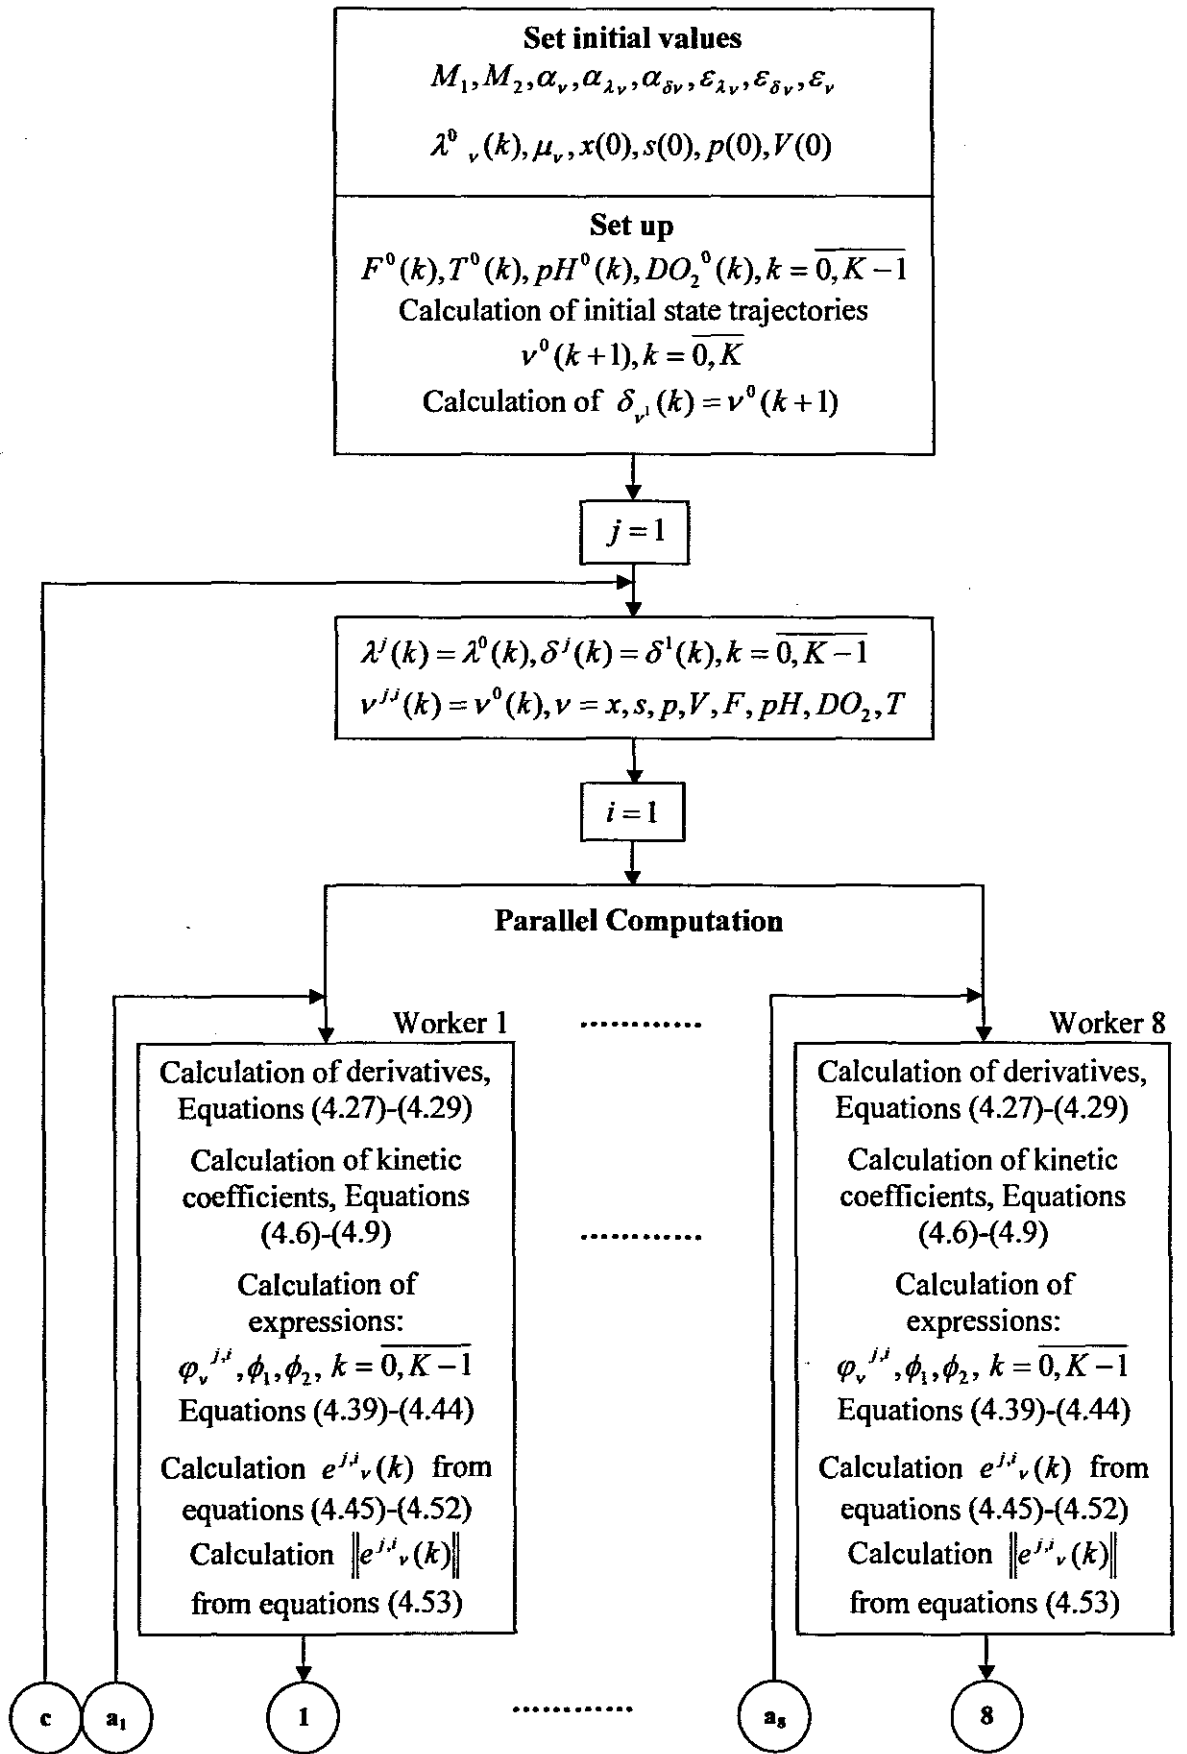 Set initial values
M₁, M₂, α_ν, α_λν, α_δν, ε_λν, ε_δν, ε_ν
λ⁰_ν(k), μ_ν, x(0), s(0), p(0), V(0)
Set up
F⁰(k), T⁰(k), pH⁰(k), DO₂⁰(k), k = \overline{0, K−1}
Calculation of initial state trajectories
ν⁰(k+1), k = \overline{0, K}
Calculation of δ_{ν¹}(k) = ν⁰(k+1)
j = 1
λ^j(k) = λ⁰(k), δ^j(k) = δ¹(k), k = \overline{0, K−1}
ν^{j,i}(k) = ν⁰(k), ν = x, s, p, V, F, pH, DO₂, T
i = 1
Parallel Computation
Worker 1
............
Worker 8
Calculation of derivatives,
Equations (4.27)-(4.29)
Calculation of kinetic
coefficients, Equations
(4.6)-(4.9)
Calculation of
expressions:
φ_ν^{j,i}, ϕ₁, ϕ₂, k = \overline{0, K−1}
Equations (4.39)-(4.44)
Calculation e^{j,i}_ν(k) from
equations (4.45)-(4.52)
Calculation ‖e^{j,i}_ν(k)‖
from equations (4.53)
............
Calculation of derivatives,
Equations (4.27)-(4.29)
Calculation of kinetic
coefficients, Equations
(4.6)-(4.9)
Calculation of
expressions:
φ_ν^{j,i}, ϕ₁, ϕ₂, k = \overline{0, K−1}
Equations (4.39)-(4.44)
Calculation e^{j,i}_ν(k) from
equations (4.45)-(4.52)
Calculation ‖e^{j,i}_ν(k)‖
from equations (4.53)
c
a₁
1
............
a₈
8